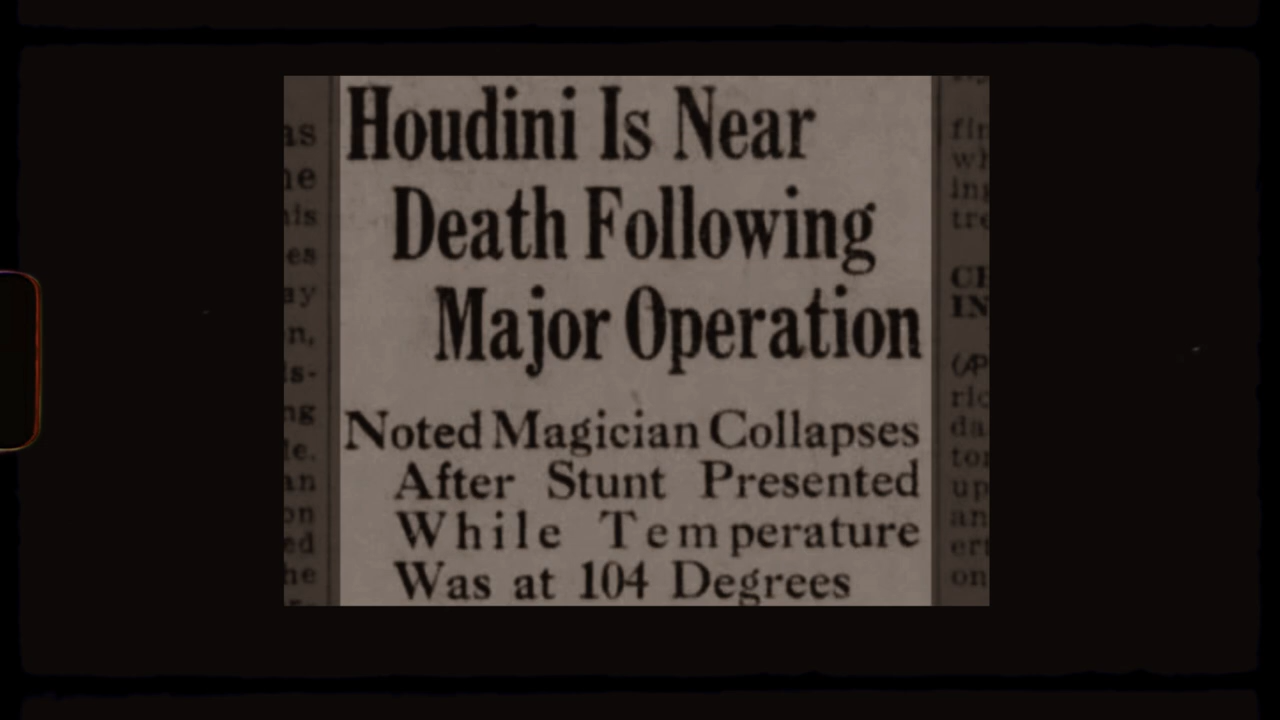 Houdini Is Near
Death Following
Major Operation
Noted Magician Collapses
After Stunt Presented
While Temperature
Was at 104 Degrees